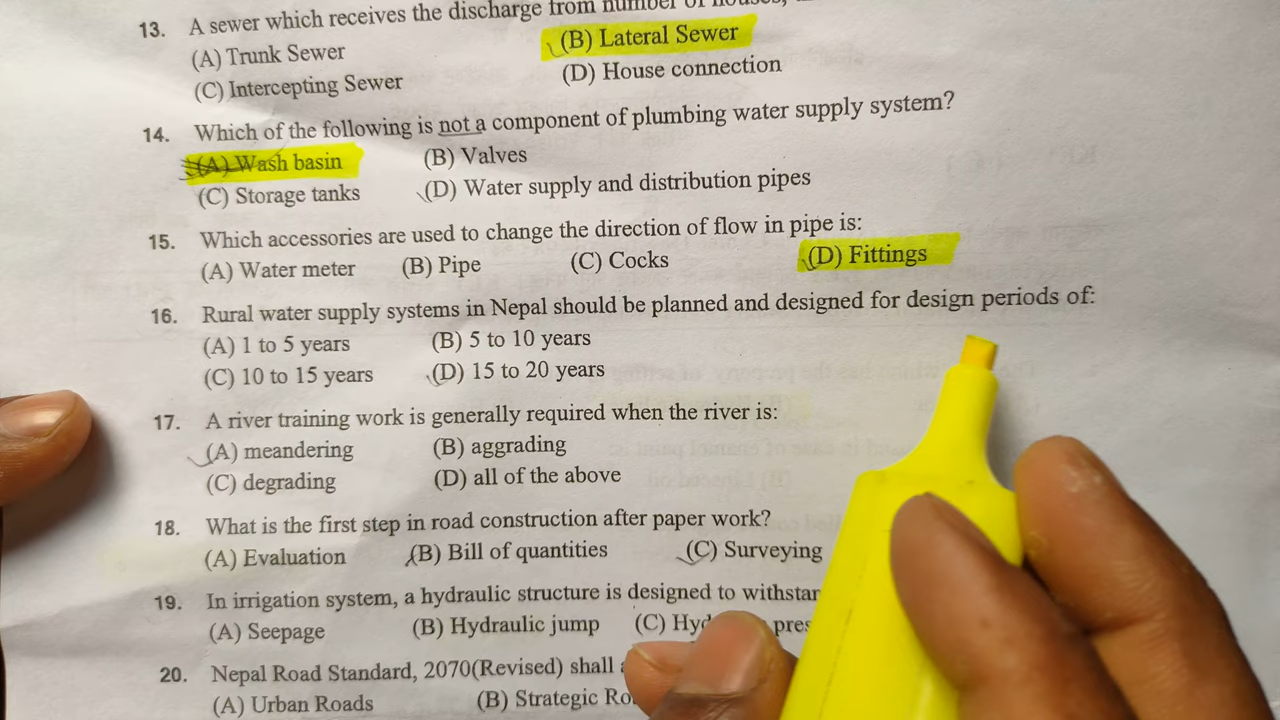 13. A sewer which receives the discharge from number of houses,
(A) Trunk Sewer (B) Lateral Sewer
(C) Intercepting Sewer (D) House connection
14. Which of the following is not a component of plumbing water supply system?
(A) Wash basin (B) Valves
(C) Storage tanks (D) Water supply and distribution pipes
15. Which accessories are used to change the direction of flow in pipe is:
(A) Water meter (B) Pipe (C) Cocks (D) Fittings
16. Rural water supply systems in Nepal should be planned and designed for design periods of:
(A) 1 to 5 years (B) 5 to 10 years
(C) 10 to 15 years (D) 15 to 20 years
17. A river training work is generally required when the river is:
(A) meandering (B) aggrading
(C) degrading (D) all of the above
18. What is the first step in road construction after paper work?
(A) Evaluation (B) Bill of quantities (C) Surveying
19. In irrigation system, a hydraulic structure is designed to
(A) Seepage (B) Hydraulic jump (C)
20. Nepal Road Standard, 2070(Revised) shall
(A) Urban Roads (B) Strategic